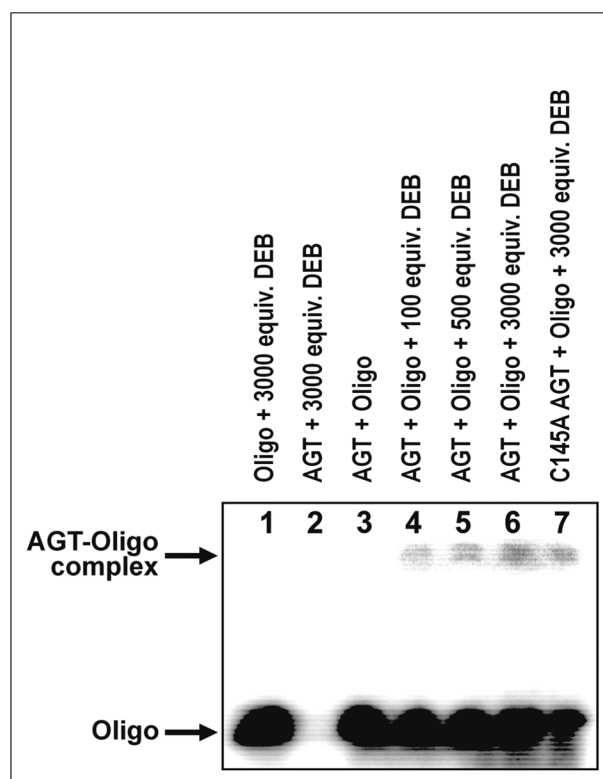 Oligo + 3000 equiv. DEB
AGT + 3000 equiv. DEB
AGT + Oligo
AGT + Oligo + 100 equiv. DEB
AGT + Oligo + 500 equiv. DEB
AGT + Oligo + 3000 equiv. DEB
C145A AGT + Oligo + 3000 equiv. DEB
1 2 3 4 5 6 7
AGT-Oligo
complex
Oligo